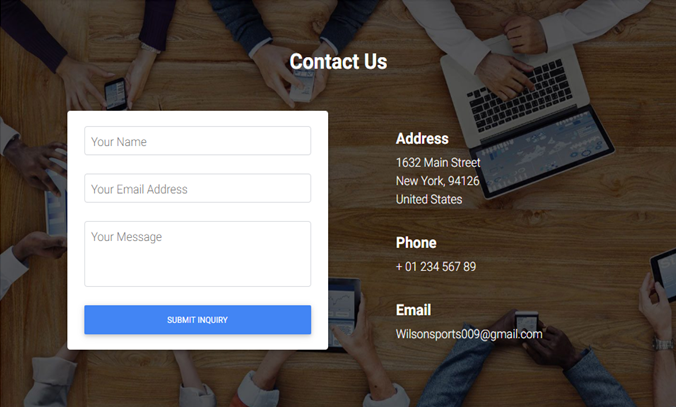 Contact Us
Your Name
Your Email Address
Your Message
SUBMIT INQUIRY
Address
1632 Main Street
New York, 94126
United States
Phone
+ 01 234 567 89
Email
Wilsonsports009@gmail.com